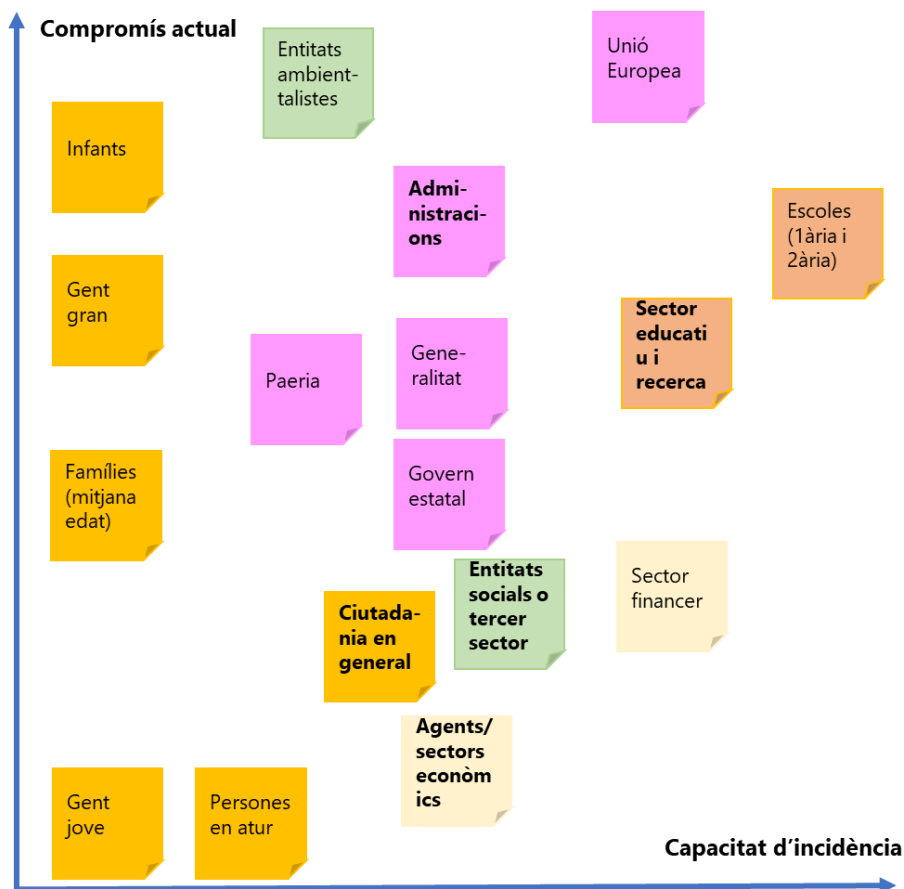 Compromís actual
Entitats
ambient-
talistes
Unió
Europea
Infants
Admi-
nistraci-
ons
Escoles
(1ària i
2ària)
Gent
gran
Sector
educati
u i
recerca
Paeria
Gene-
ralitat
Famílies
(mitjana
edat)
Govern
estatal
Entitats
socials o
tercer
sector
Sector
financer
Ciutada-
nia en
general
Agents/
sectors
econòm
ics
Gent
jove
Persones
en atur
Capacitat d’incidència